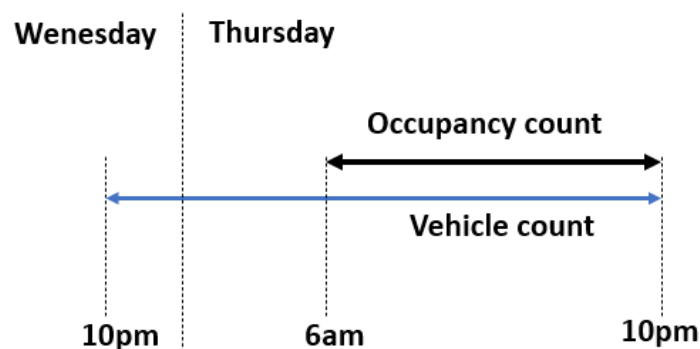 Wenesday
Thursday
Occupancy count
Vehicle count
10pm
6am
10pm